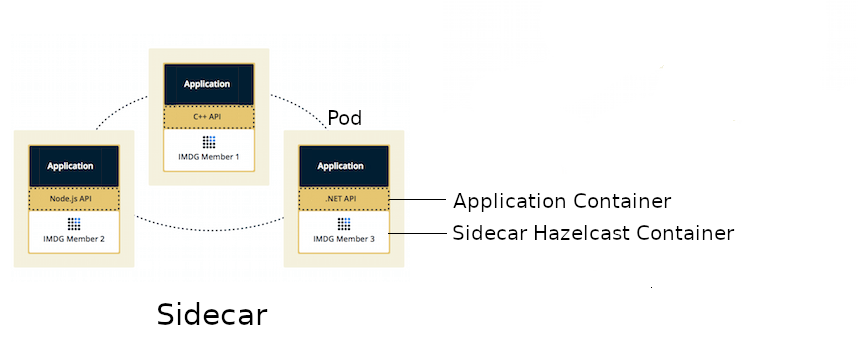 Application
C++ API
IMDG Member 1
Pod
Application
Node.js API
IMDG Member 2
Application
.NET API
IMDG Member 3
Application Container
Sidecar Hazelcast Container
Sidecar